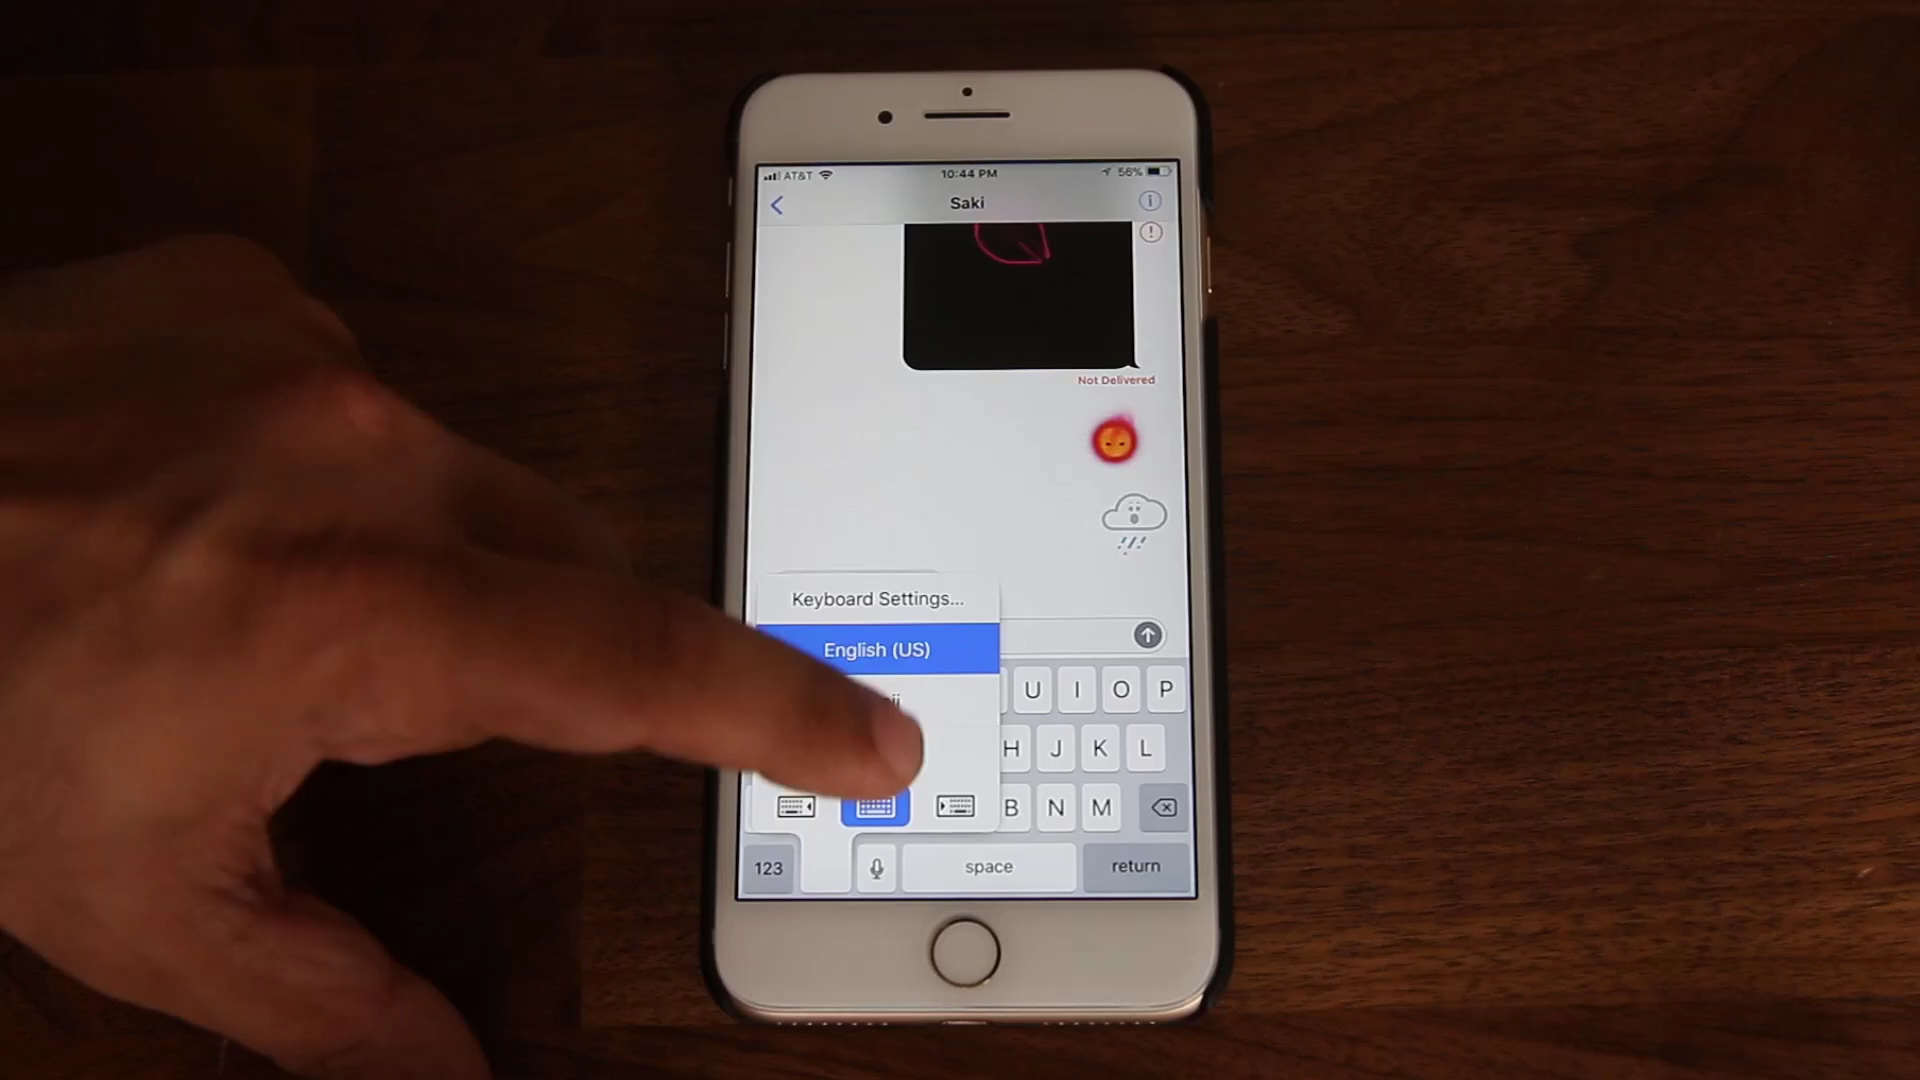 AT&T 10:44 PM 56%
Saki
Not Delivered
Keyboard Settings...
English (US)
U I O P
H J K L
B N M
123 space return